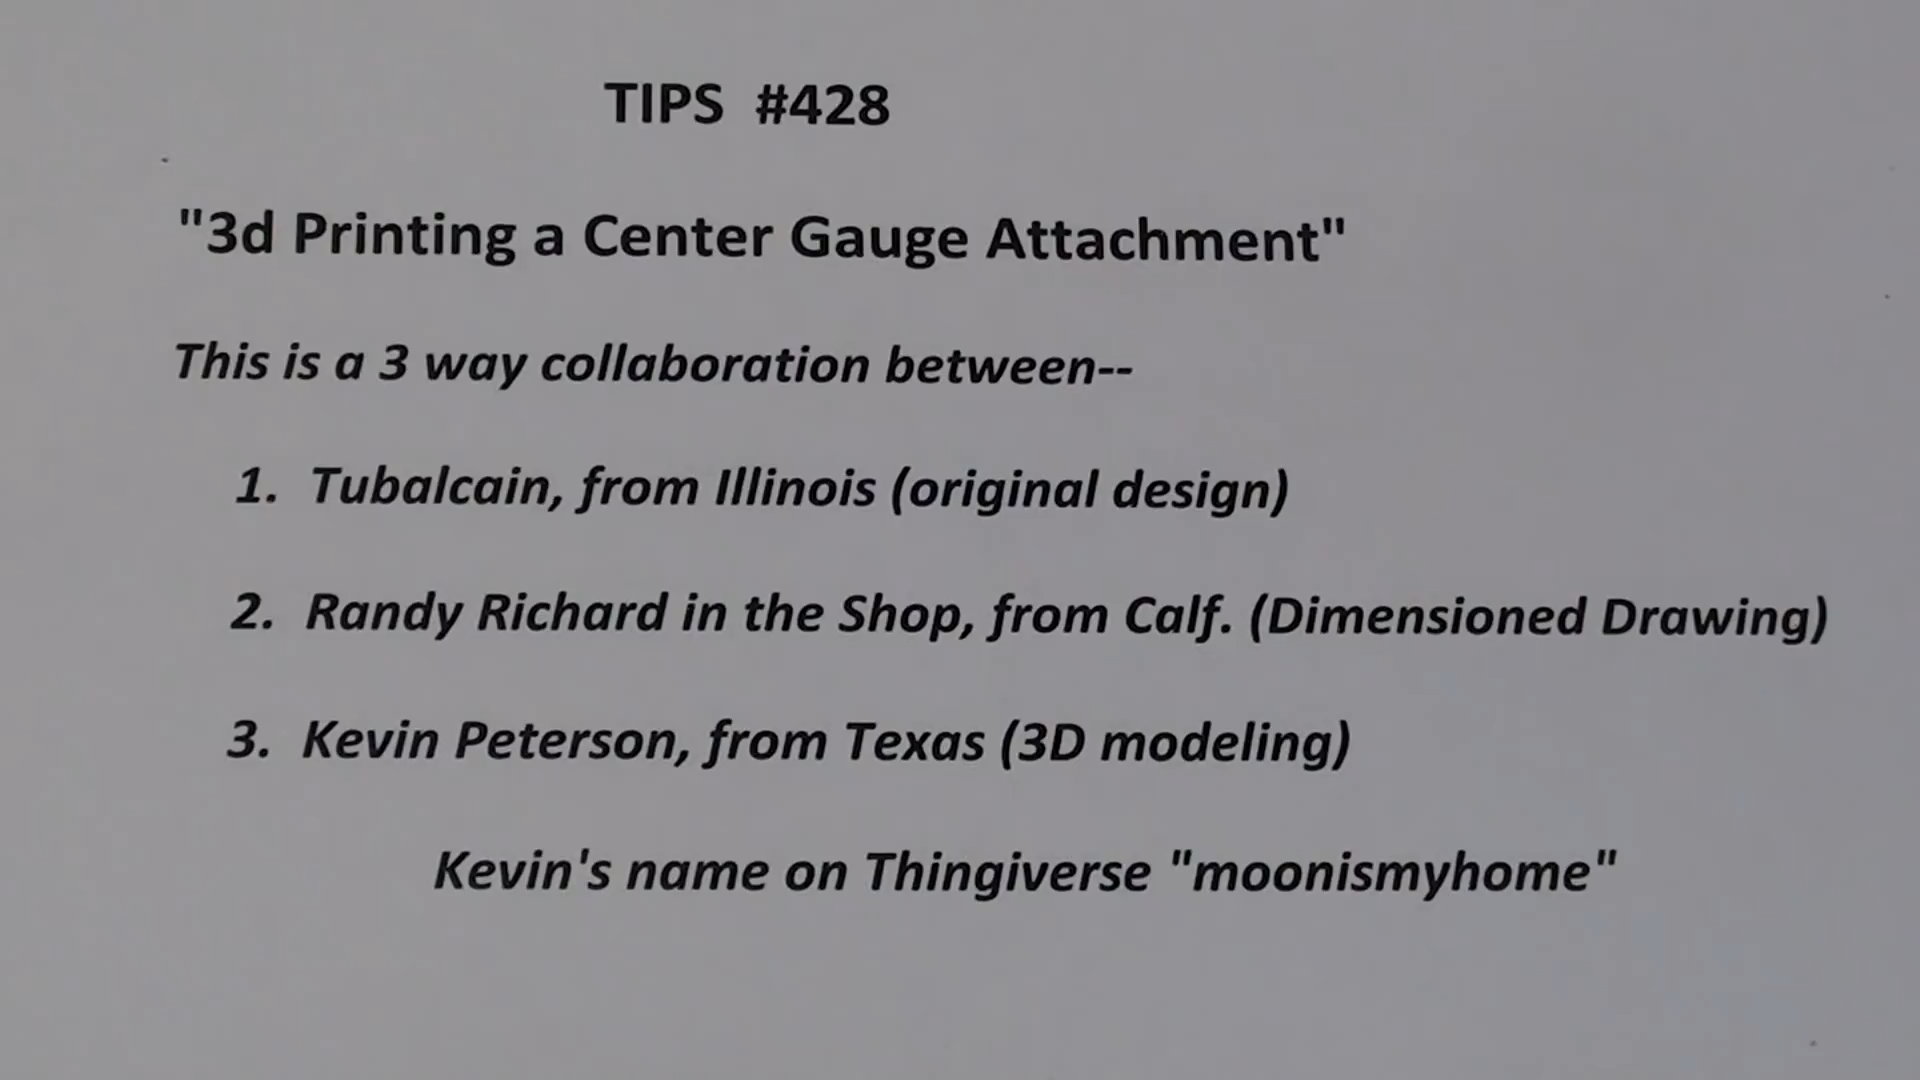 TIPS #428
"3d Printing a Center Gauge Attachment"
This is a 3 way collaboration between--
1. Tubalcain, from Illinois (original design)
2. Randy Richard in the Shop, from Calf. (Dimensioned Drawing)
3. Kevin Peterson, from Texas (3D modeling)
Kevin's name on Thingiverse "moonismyhome"